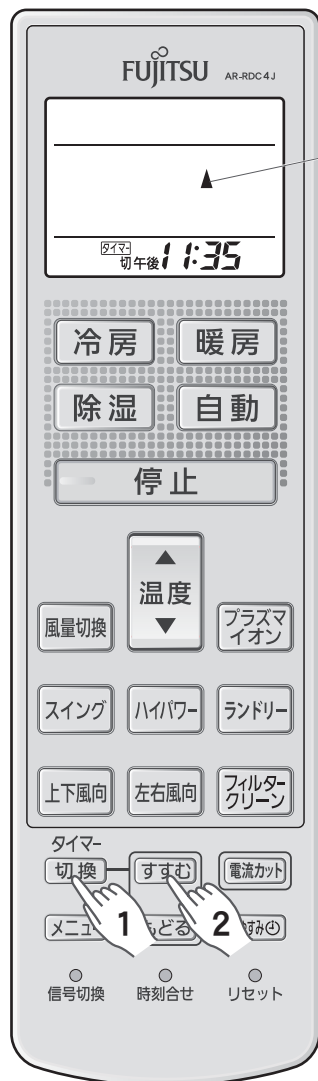 FUJITSU AR-RDC4J
タイマー
切 午後 11:35
冷房 暖房
除湿 自動
停止
▲
温度
▼
風量切換
プラズマ
イオン
スイング ハイパワー ランドリー
上下風向 左右風向
フィルター
クリーン
タイマー
切換 すすむ 電流カット
1 2
信号切換 時刻合せ リセット